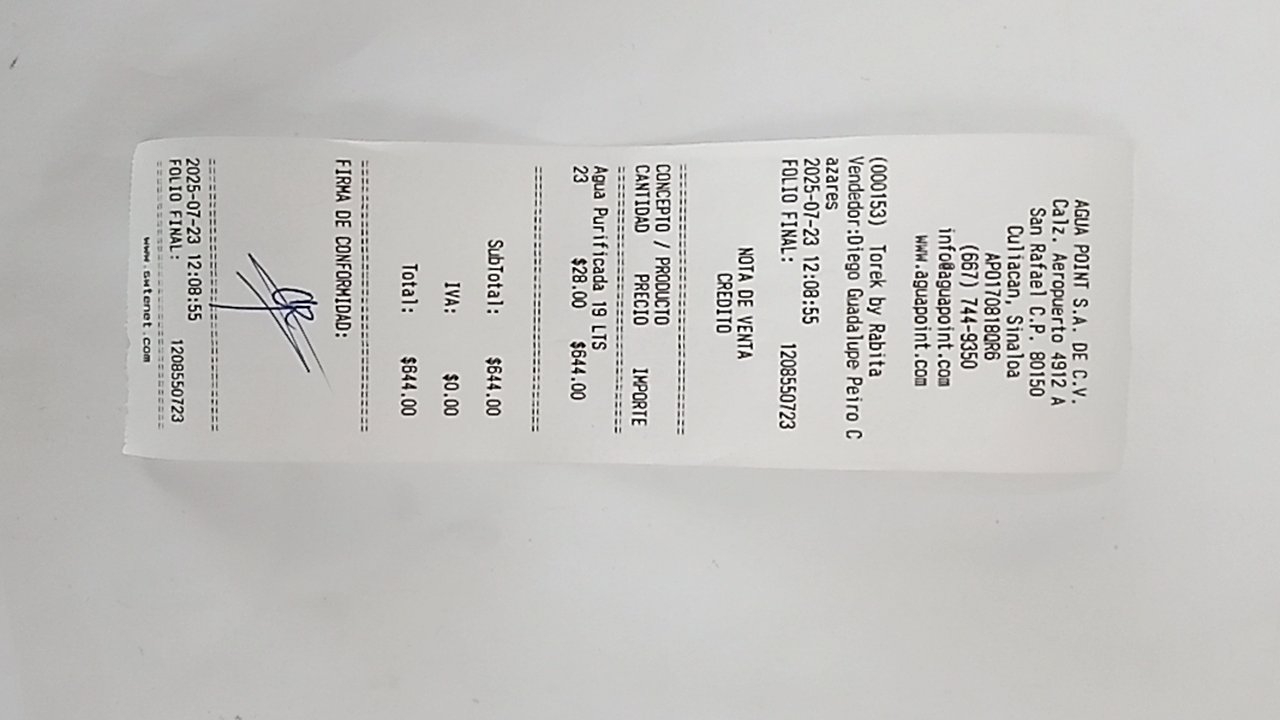 AGUA POINT S.A. DE C.V.
Calz. Aeropuerto 4912 A
San Rafael C.P. 80150
Culiacan, Sinaloa
APO170818QR6
(667) 744-9350
info@aguapoint.com
www.aguapoint.com
(000153) Torek by Rabita
Vendedor:Diego Guadalupe Peiro C
azares
2025-07-23 12:08:55
FOLIO FINAL: 1208550723
NOTA DE VENTA
CREDITO
CONCEPTO / PRODUCTO
CANTIDAD PRECIO IMPORTE
Agua Purificada 19 LTS
23 $28.00 $644.00
SubTotal: $644.00
IVA: $0.00
Total: $644.00
FIRMA DE CONFORMIDAD:
2025-07-23 12:08:55
FOLIO FINAL: 1208550723
www.swtenet.com